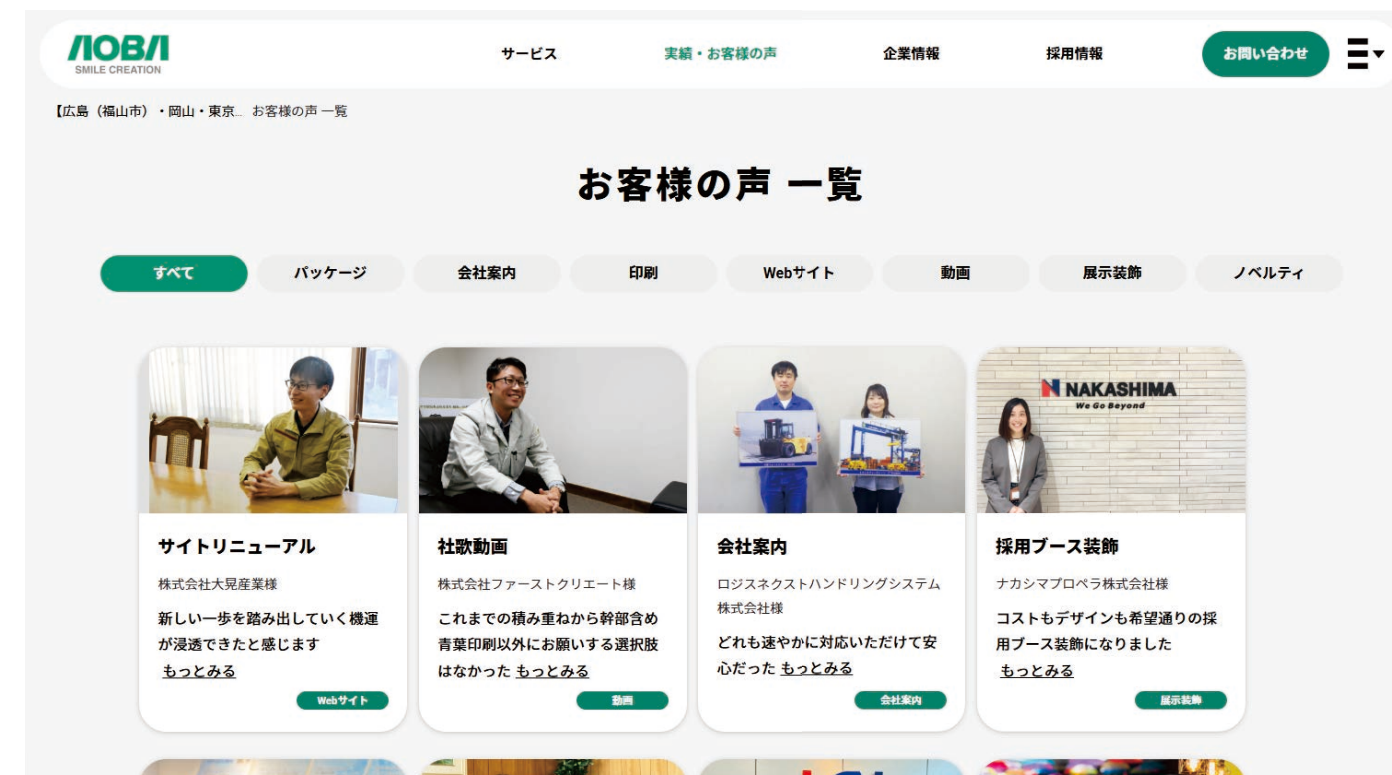 AOBA
SMILE CREATION
サービス
実績・お客様の声
企業情報
採用情報
お問い合わせ
【広島（福山市）・岡山・東京... お客様の声 一覧
お客様の声 一覧
すべて
パッケージ
会社案内
印刷
Webサイト
動画
展示装飾
ノベルティ
NAKASHIMA
We Go Beyond
サイトリニューアル
株式会社大晃産業様
新しい一歩を踏み出していく機運
が浸透できたと感じます
もっとみる
Webサイト
社歌動画
株式会社ファーストクリエート様
これまでの積み重ねから幹部含め
青葉印刷以外にお願いする選択肢
はなかった もっとみる
動画
会社案内
ロジスネクストハンドリングシステム
株式会社様
どれも速やかに対応いただけて安
心だった もっとみる
会社案内
採用ブース装飾
ナカシマプロペラ株式会社様
コストもデザインも希望通りの採
用ブース装飾になりました
もっとみる
展示装飾